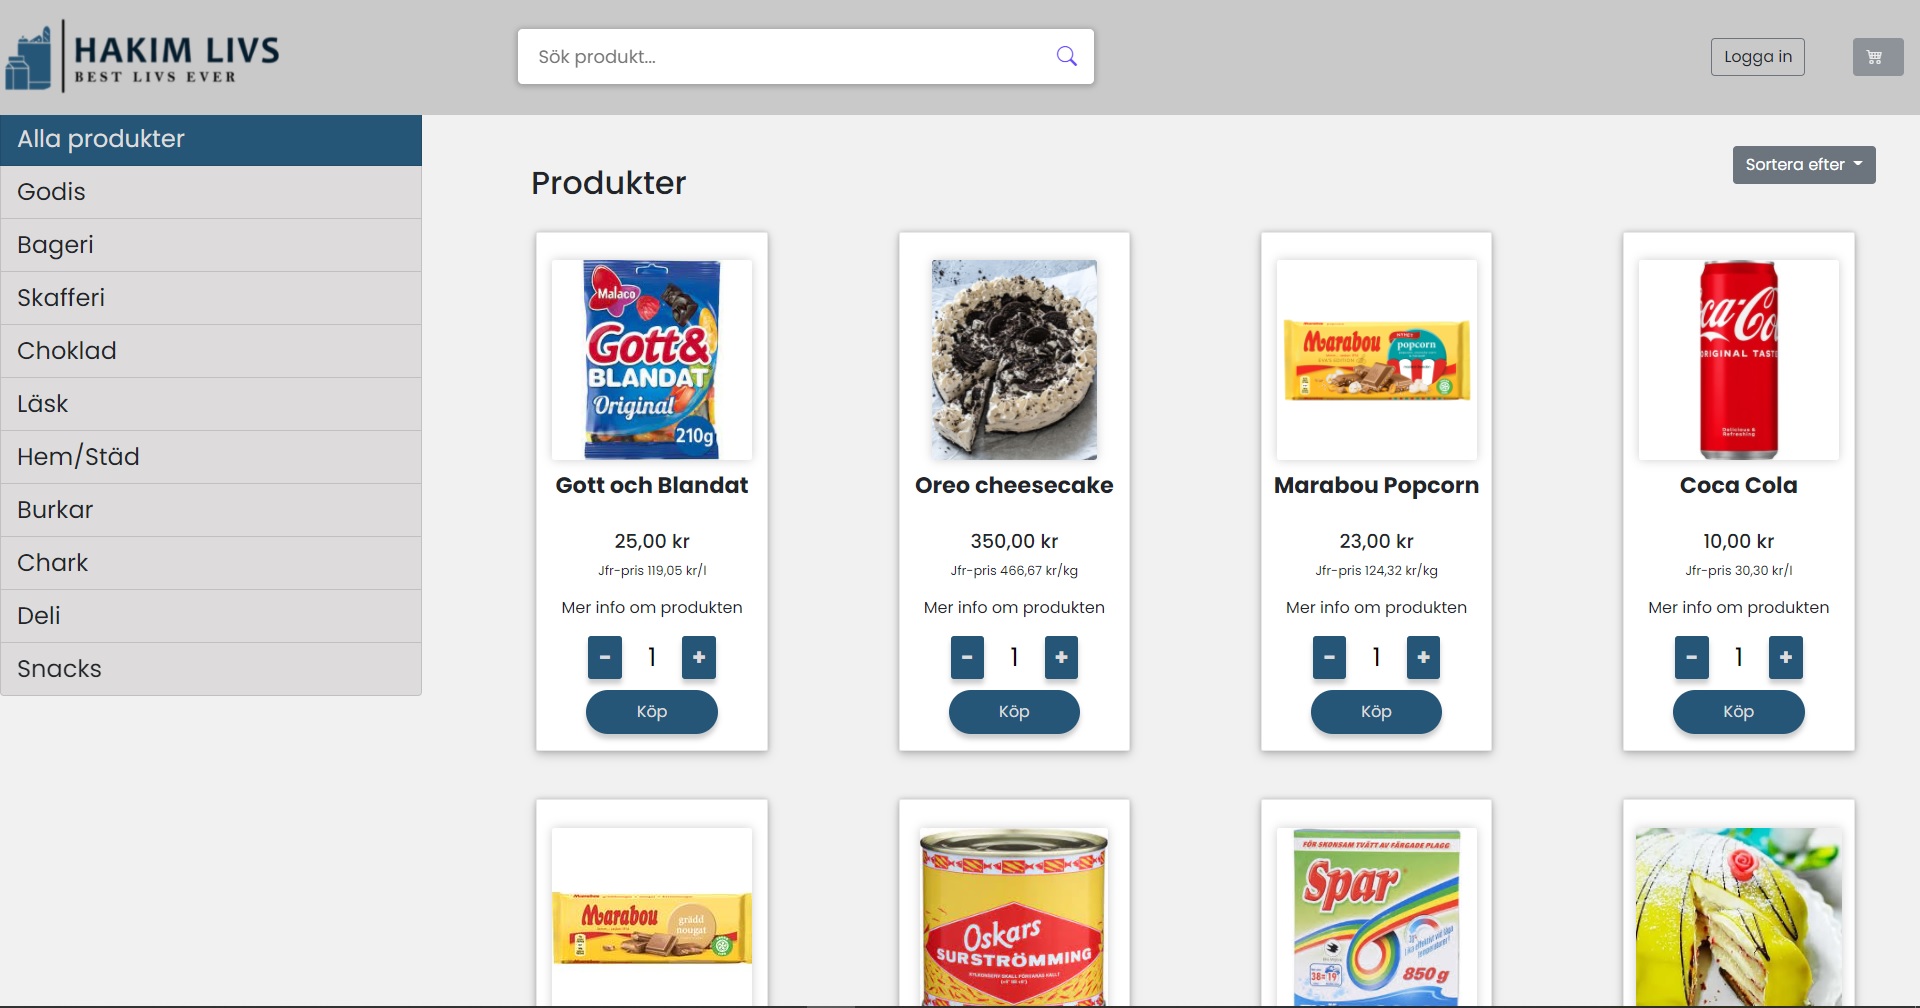 HAKIM LIVS
BEST LIVS EVER
Sök produkt...
Logga in
Alla produkter
Godis
Bageri
Skafferi
Choklad
Läsk
Hem/Städ
Burkar
Chark
Deli
Snacks
Produkter
Sortera efter
Malaco
Gott&
BLANDAT
Original
210g
Gott och Blandat
25,00 kr
Jfr-pris 119,05 kr/l
Mer info om produkten
- 1 +
Köp
Oreo cheesecake
350,00 kr
Jfr-pris 466,67 kr/kg
Mer info om produkten
- 1 +
Köp
Marabou
popcorn
Marabou Popcorn
23,00 kr
Jfr-pris 124,32 kr/kg
Mer info om produkten
- 1 +
Köp
ca-Co
ORIGINAL TASTE
Delicious &
Refreshing
Coca Cola
10,00 kr
Jfr-pris 30,30 kr/l
Mer info om produkten
- 1 +
Köp
Marabou
grädd
nougat
Oskars
SURSTRÖMMING
FÖR SKONSAM TVÄTT AV FÄRGADE PLAGG
Spar
38=19
850 g